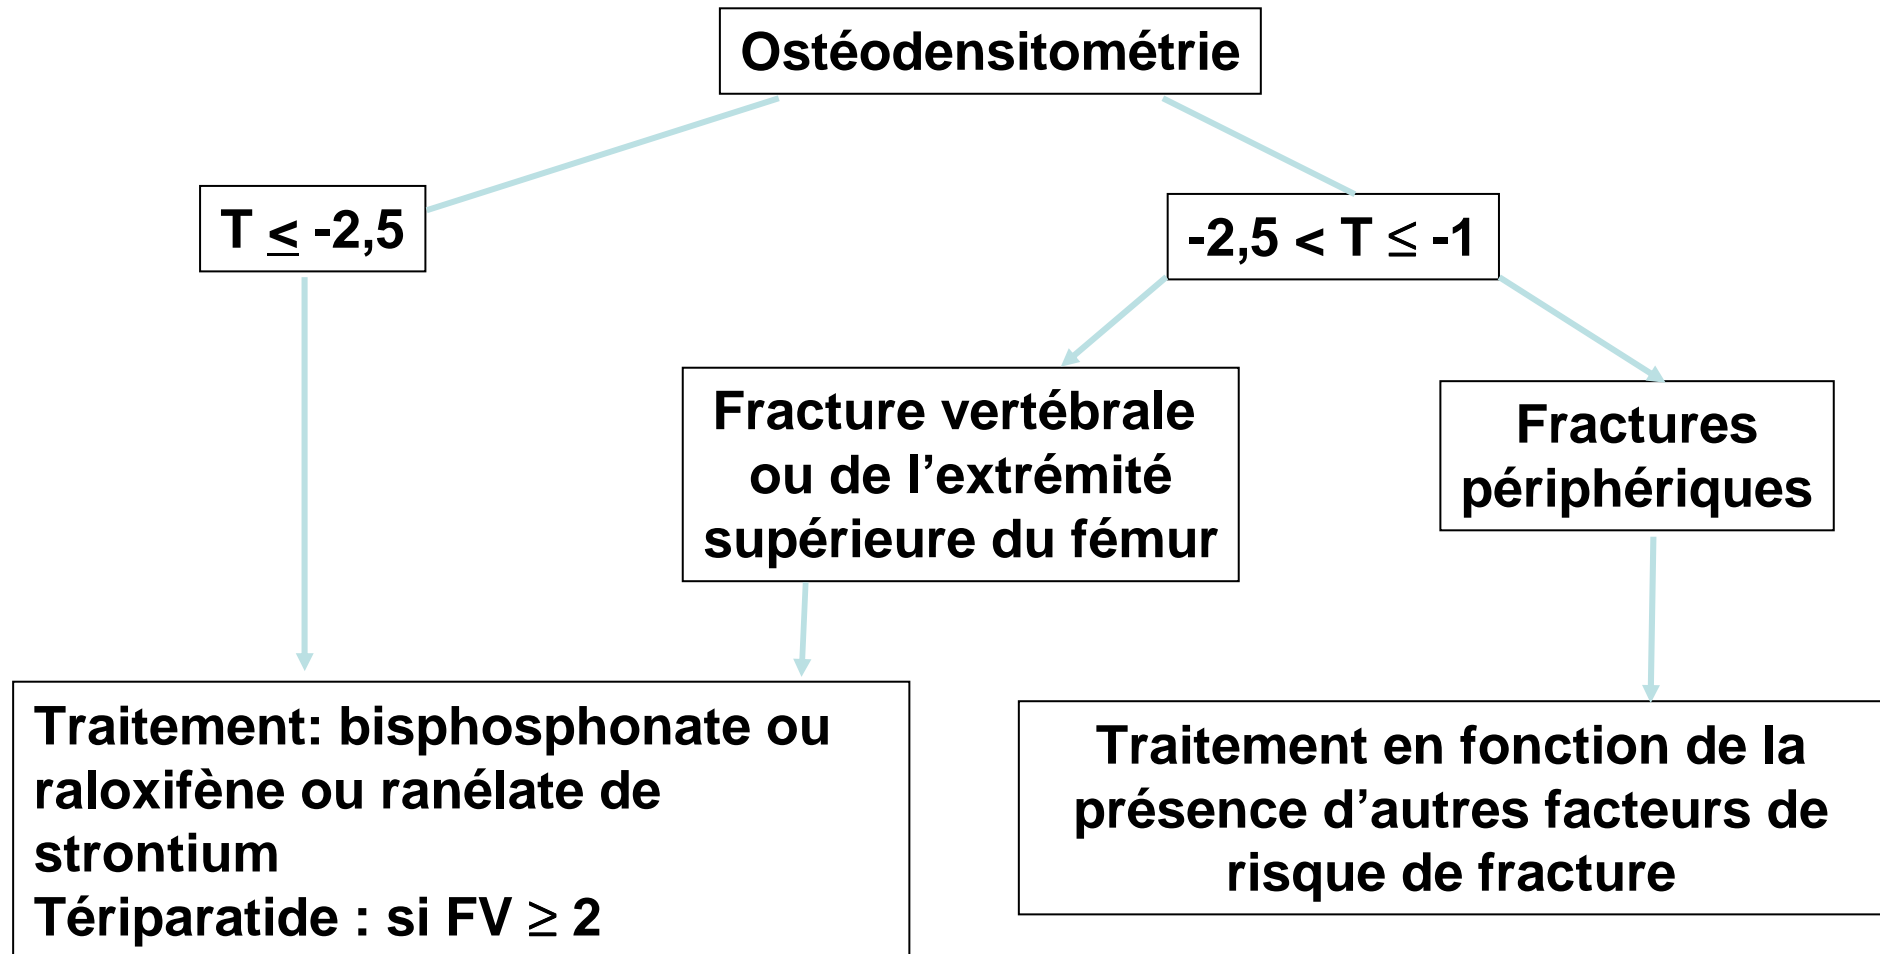 Ostéodensitométrie
T ≤ -2,5
-2,5 < T ≤ -1
Fracture vertébrale
ou de l’extrémité
supérieure du fémur
Fractures
périphériques
Traitement: bisphosphonate ou
raloxifène ou ranélate de
strontium
Tériparatide : si FV ≥ 2
Traitement en fonction de la
présence d’autres facteurs de
risque de fracture